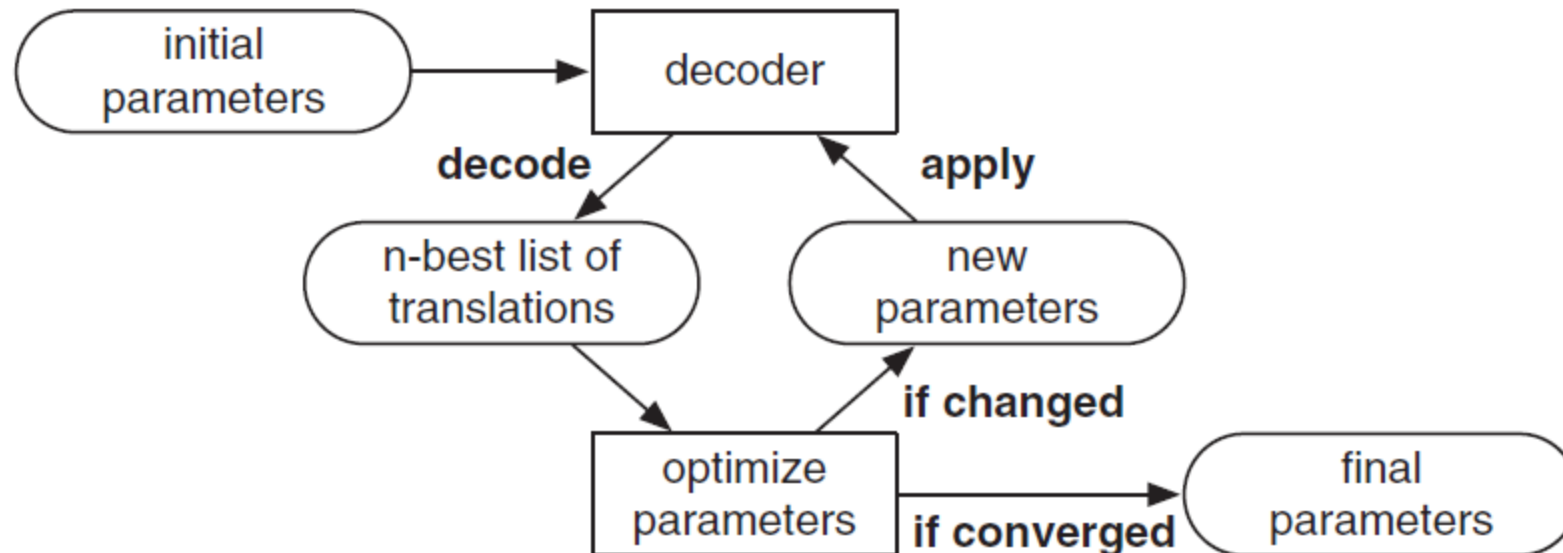 initial
parameters
decoder
decode
apply
n-best list of
translations
new
parameters
if changed
optimize
parameters
if converged
final
parameters